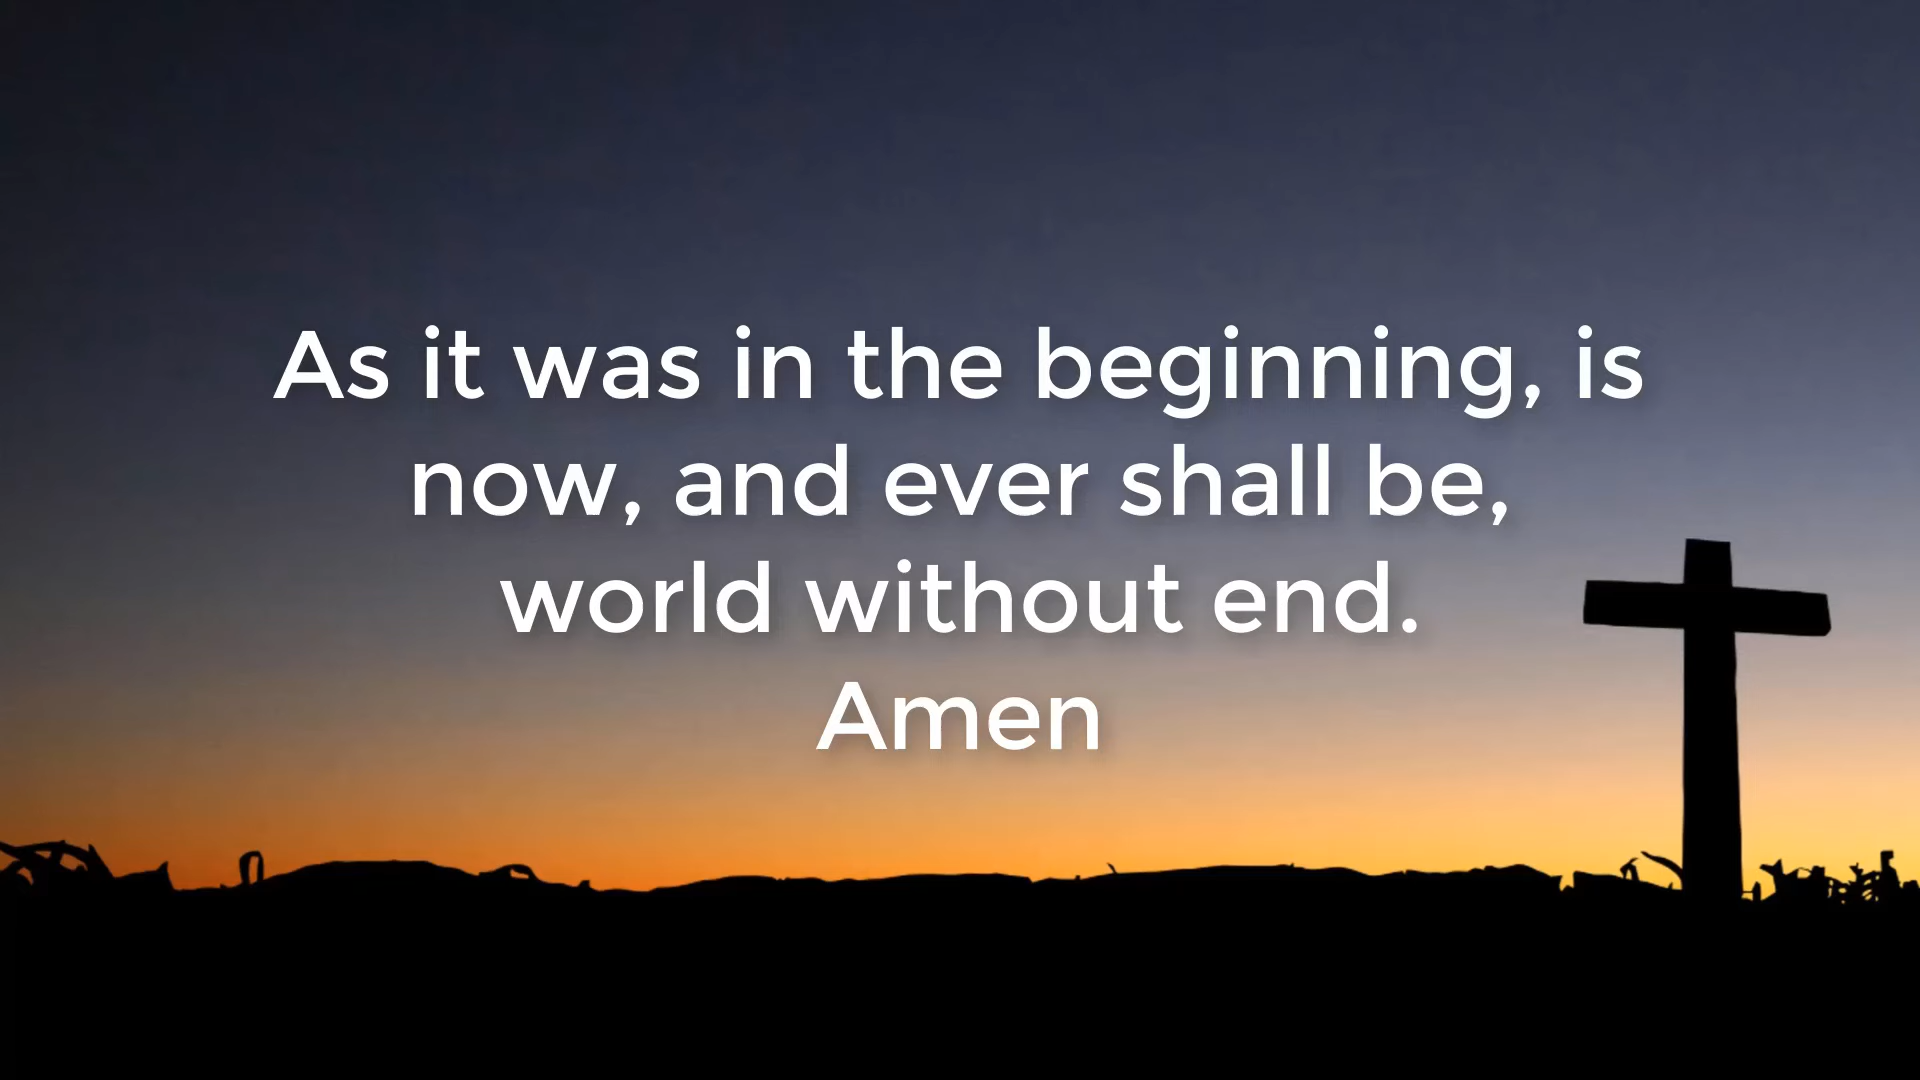 As it was in the beginning, is
now, and ever shall be,
world without end.
Amen